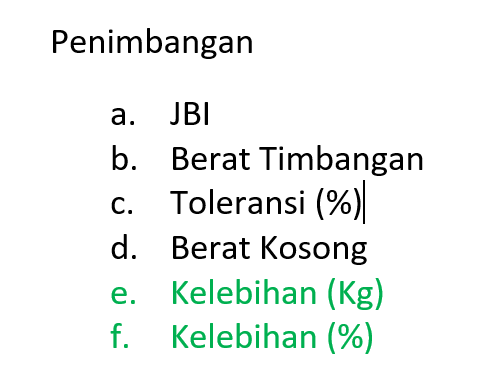 Penimbangan
a. JBI
b. Berat Timbangan
c. Toleransi (%)
d. Berat Kosong
e. Kelebihan (Kg)
f. Kelebihan (%)